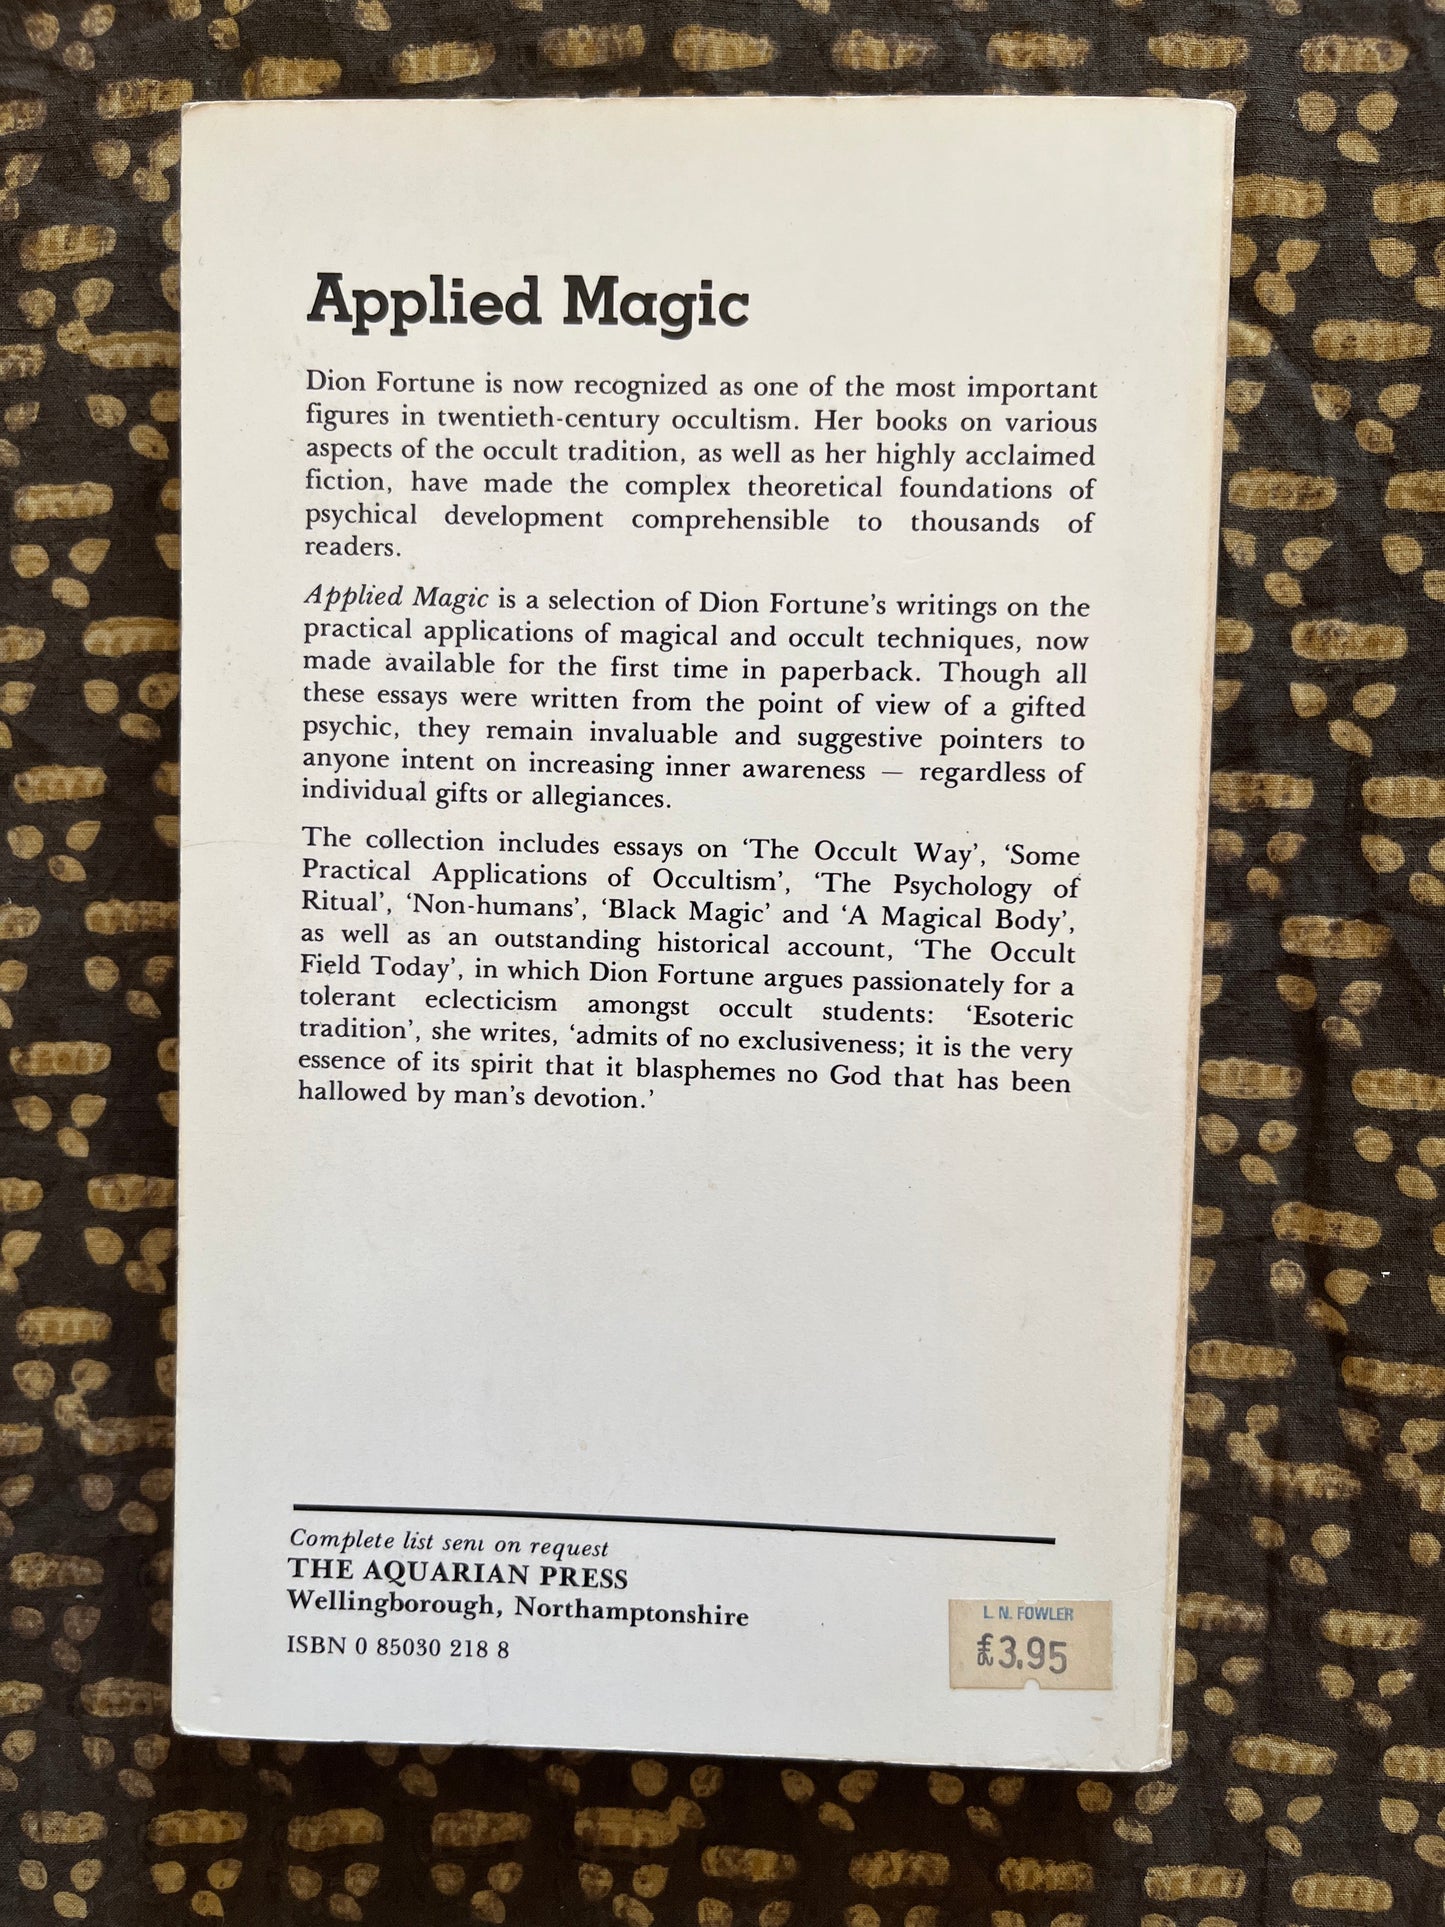 Applied Magic
Dion Fortune is now recognized as one of the most important
figures in twentieth-century occultism. Her books on various
aspects of the occult tradition, as well as her highly acclaimed
fiction, have made the complex theoretical foundations of
psychical development comprehensible to thousands of
readers.
Applied Magic is a selection of Dion Fortune's writings on the
practical applications of magical and occult techniques, now
made available for the first time in paperback. Though all
these essays were written from the point of view of a gifted
psychic, they remain invaluable and suggestive pointers to
anyone intent on increasing inner awareness — regardless of
individual gifts or allegiances.
The collection includes essays on ‘The Occult Way’, ‘Some
Practical Applications of Occultism’, ‘The Psychology of
Ritual’, ‘Non-humans’, ‘Black Magic’ and ‘A Magical Body’,
as well as an outstanding historical account, ‘The Occult
Field Today’, in which Dion Fortune argues passionately for a
tolerant eclecticism amongst occult students: ‘Esoteric
tradition’, she writes, ‘admits of no exclusiveness; it is the very
essence of its spirit that it blasphemes no God that has been
hallowed by man's devotion.’
Complete list sent on request
THE AQUARIAN PRESS
Wellingborough, Northamptonshire
ISBN 0 85030 218 8
L. N. FOWLER
£3.95